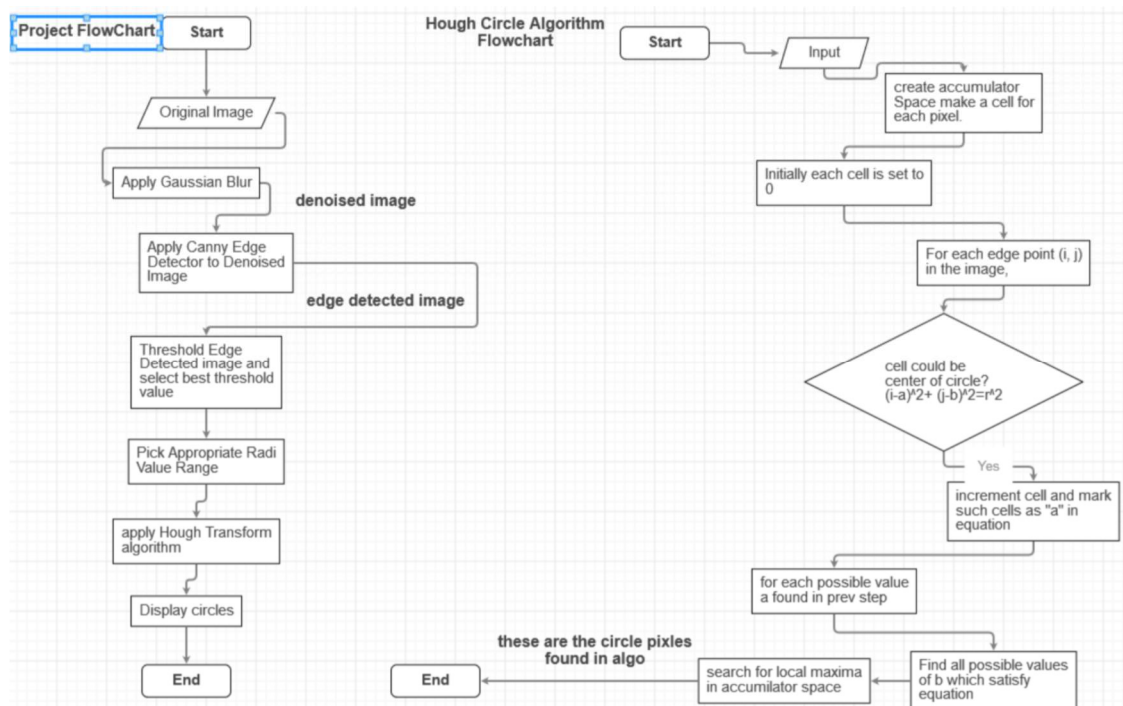 Project FlowChart
Start
Original Image
Apply Gaussian Blur
denoised image
Apply Canny Edge
Detector to Denoised
Image
edge detected image
Threshold Edge
Detected image and
select best threshold
value
Pick Appropriate Radi
Value Range
apply Hough Transform
algorithm
Display circles
End
Hough Circle Algorithm
Flowchart
Start
Input
create accumulator
Space make a cell for
each pixel.
Initially each cell is set to
0
For each edge point (i, j)
in the image,
cell could be
center of circle?
(i-a)^2+ (j-b)^2=r^2
Yes
increment cell and mark
such cells as "a" in
equation
for each possible value
a found in prev step
Find all possible values
of b which satisfy
equation
search for local maxima
in accumilator space
these are the circle pixles
found in algo
End